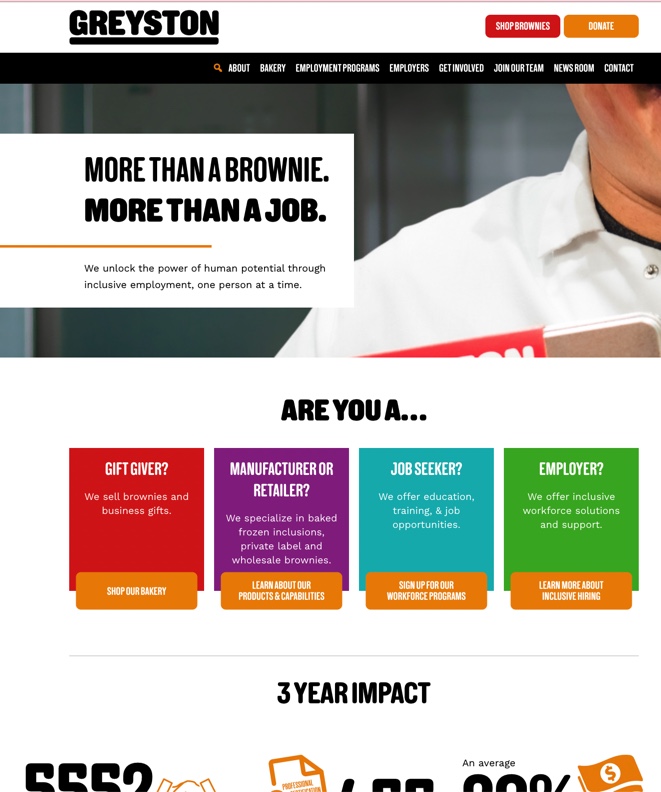 GREYSTON
SHOP BROWNIES
DONATE
ABOUT BAKERY EMPLOYMENT PROGRAMS EMPLOYERS GET INVOLVED JOIN OUR TEAM NEWS ROOM CONTACT
MORE THAN A BROWNIE.
MORE THAN A JOB.
We unlock the power of human potential through
inclusive employment, one person at a time.
ARE YOU A...
GIFT GIVER?
We sell brownies and
business gifts.
SHOP OUR BAKERY
MANUFACTURER OR
RETAILER?
We specialize in baked
frozen inclusions,
private label and
wholesale brownies.
LEARN ABOUT OUR
PRODUCTS & CAPABILITIES
JOB SEEKER?
We offer education,
training, & job
opportunities.
SIGN UP FOR OUR
WORKFORCE PROGRAMS
EMPLOYER?
We offer inclusive
workforce solutions
and support.
LEARN MORE ABOUT
INCLUSIVE HIRING
3 YEAR IMPACT
PROFESSIONAL
An average